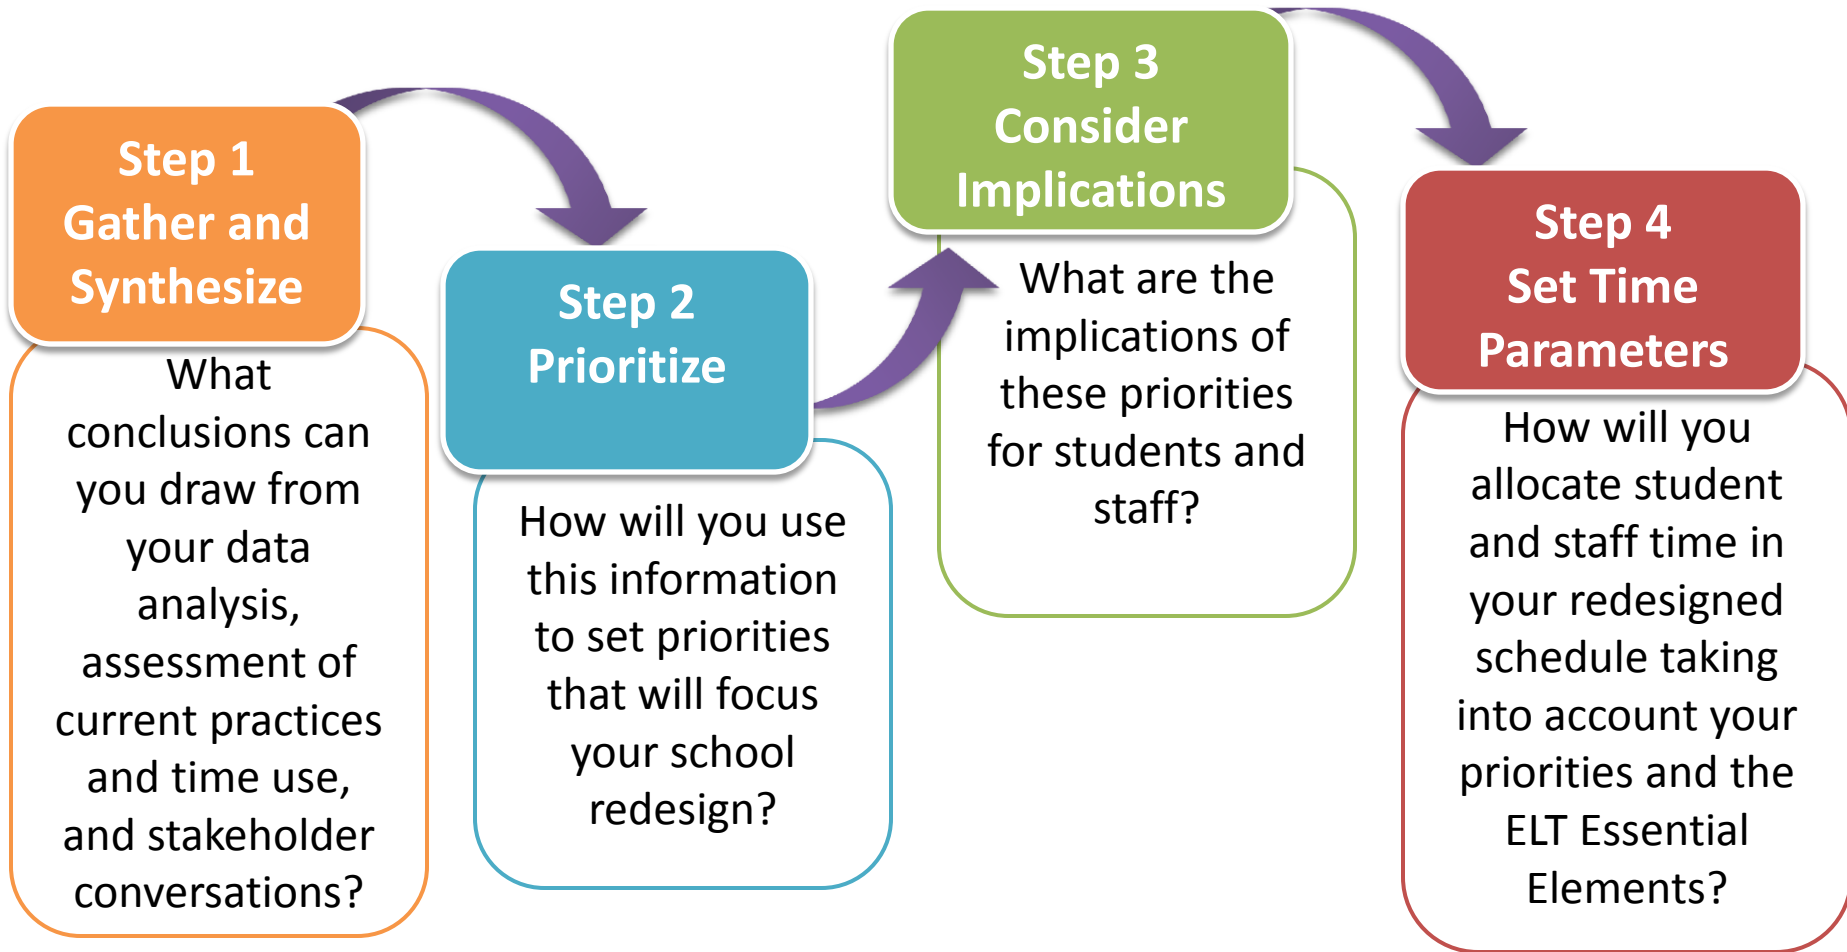 Step 1
Gather and
Synthesize
What
conclusions can
you draw from
your data
analysis,
assessment of
current practices
and time use,
and stakeholder
conversations?
Step 2
Prioritize
How will you use
this information
to set priorities
that will focus
your school
redesign?
Step 3
Consider
Implications
What are the
implications of
these priorities
for students and
staff?
Step 4
Set Time
Parameters
How will you
allocate student
and staff time in
your redesigned
schedule taking
into account your
priorities and the
ELT Essential
Elements?